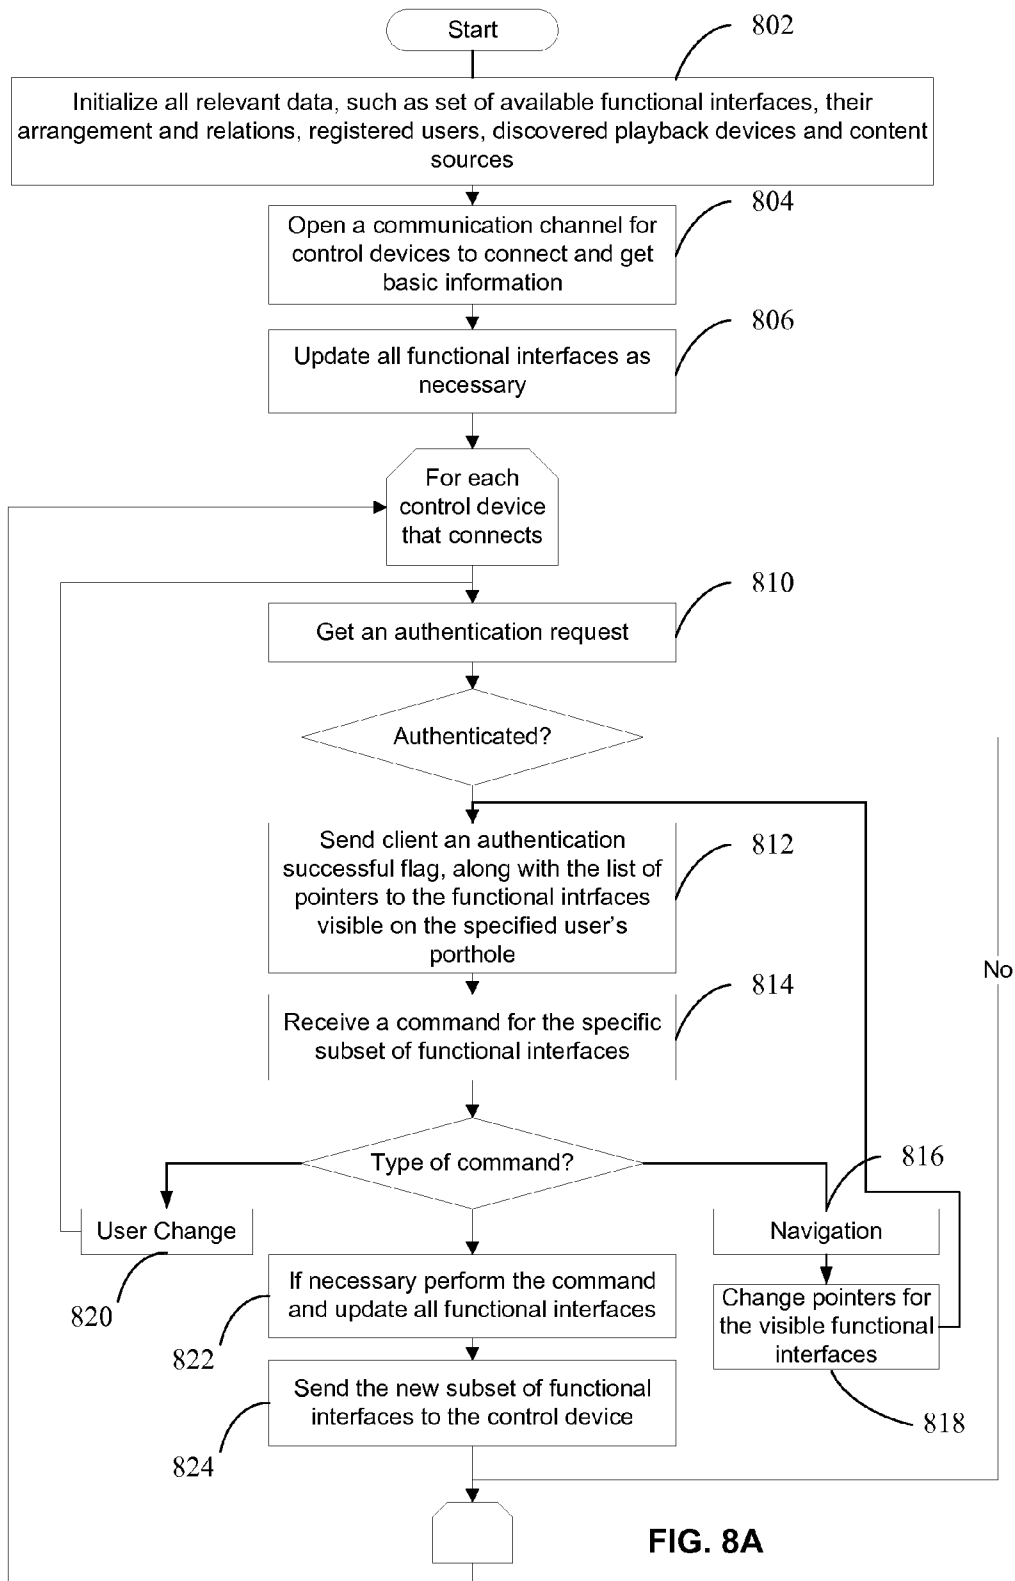 Start
802
Initialize all relevant data, such as set of available functional interfaces, their
arrangement and relations, registered users, discovered playback devices and content
sources
804
Open a communication channel for
control devices to connect and get
basic information
806
Update all functional interfaces as
necessary
For each
control device
that connects
810
Get an authentication request
Authenticated?
812
Send client an authentication
successful flag, along with the list of
pointers to the functional intrfaces
visible on the specified user's
porthole
No
814
Receive a command for the specific
subset of functional interfaces
Type of command?
816
User Change
Navigation
820
If necessary perform the command
and update all functional interfaces
822
Change pointers for
the visible functional
interfaces
818
Send the new subset of functional
interfaces to the control device
824
FIG. 8A